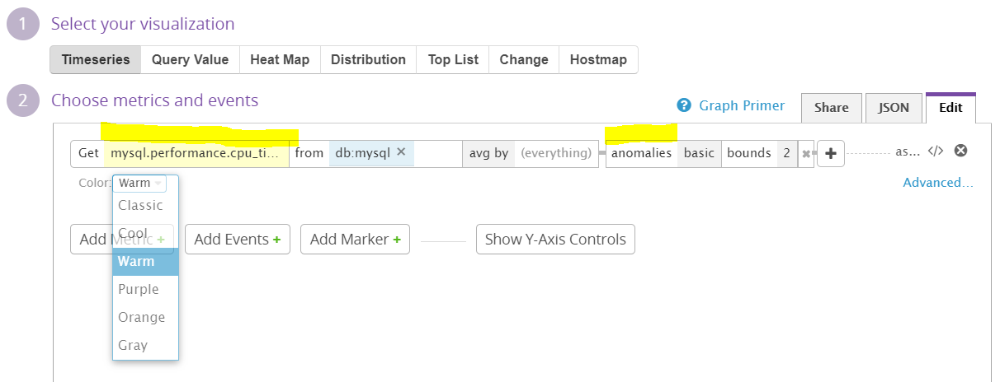 1 Select your visualization
Timeseries Query Value Heat Map Distribution Top List Change Hostmap
2 Choose metrics and events
? Graph Primer Share JSON Edit
Get mysql.performance.cpu_ti... from db:mysql × avg by (everything) anomalies basic bounds 2 × + as... </> ×
Color: Warm Advanced...
Classic
Cool
Add Metric + Add Events + Add Marker + Show Y-Axis Controls
Warm
Purple
Orange
Gray